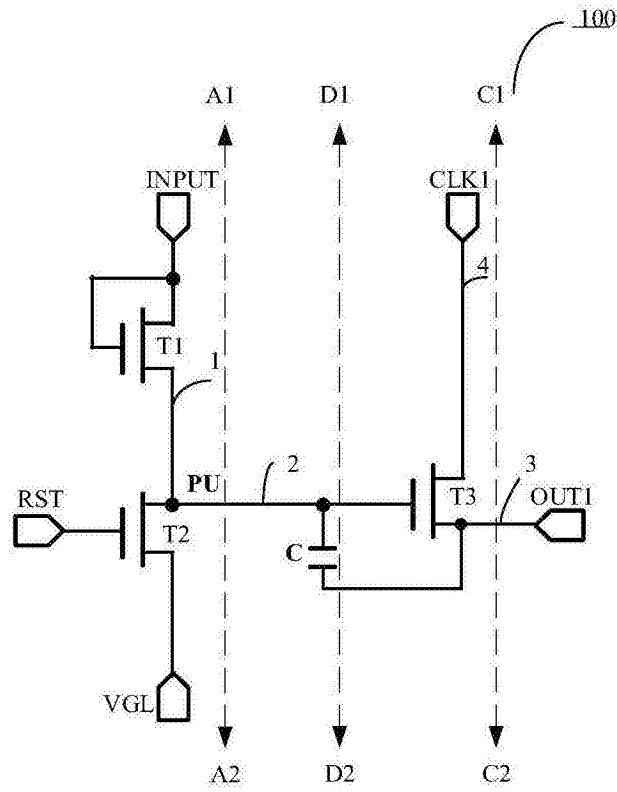 100
A1 D1 C1
INPUT CLK1
4
T1
1
PU 2 3
RST T2 T3 OUT1
C
VGL
A2 D2 C2